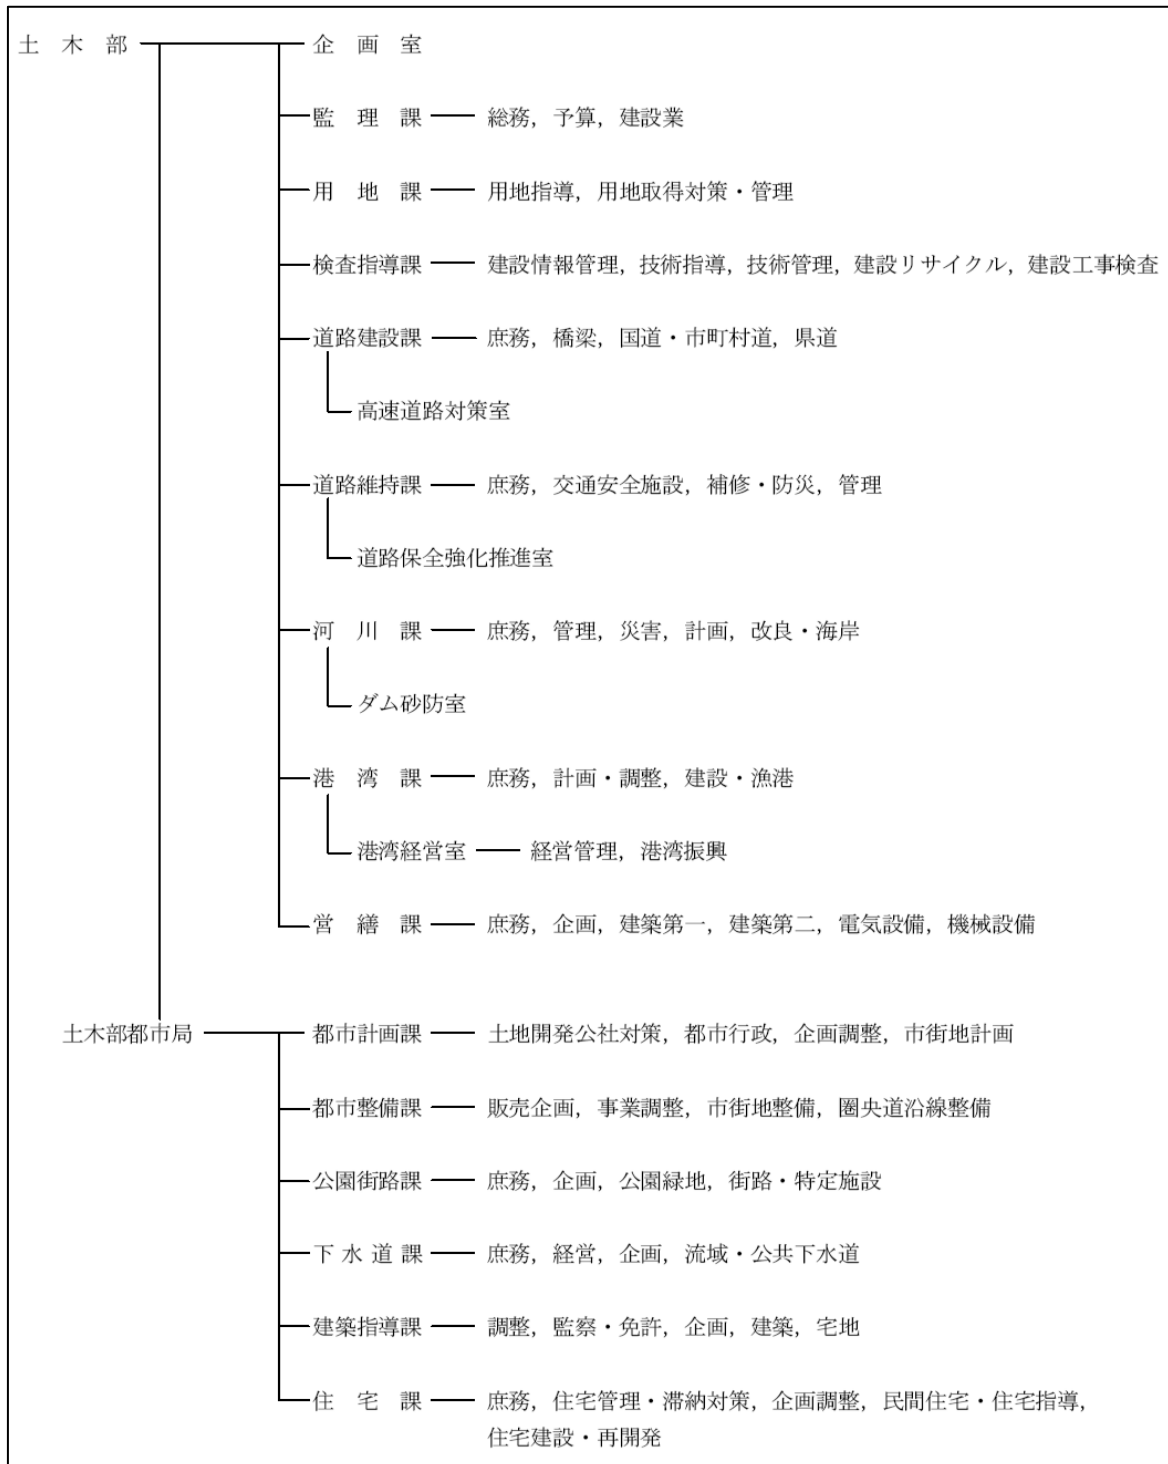 土木部 企画室
監理課 総務，予算，建設業
用地課 用地指導，用地取得対策・管理
検査指導課 建設情報管理，技術指導，技術管理，建設リサイクル，建設工事検査
道路建設課 庶務，橋梁，国道・市町村道，県道
高速道路対策室
道路維持課 庶務，交通安全施設，補修・防災，管理
道路保全強化推進室
河川課 庶務，管理，災害，計画，改良・海岸
ダム砂防室
港湾課 庶務，計画・調整，建設・漁港
港湾経営室 経営管理，港湾振興
営繕課 庶務，企画，建築第一，建築第二，電気設備，機械設備
土木部都市局 都市計画課 土地開発公社対策，都市行政，企画調整，市街地計画
都市整備課 販売企画，事業調整，市街地整備，圏央道沿線整備
公園街路課 庶務，企画，公園緑地，街路・特定施設
下水道課 庶務，経営，企画，流域・公共下水道
建築指導課 調整，監察・免許，企画，建築，宅地
住宅課 庶務，住宅管理・滞納対策，企画調整，民間住宅・住宅指導，
住宅建設・再開発